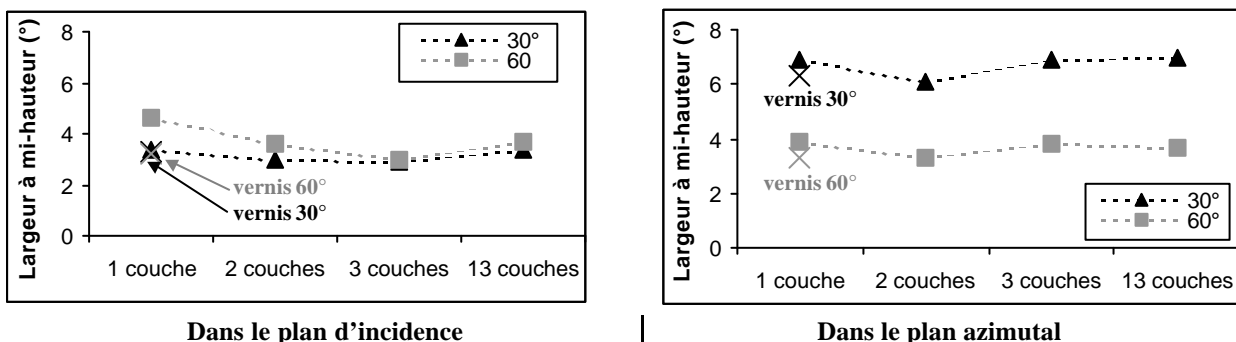 Largeur à mi-hauteur (°)
8
6
4
2
0
30°
60
vernis 60°
vernis 30°
1 couche 2 couches 3 couches 13 couches
Dans le plan d’incidence
Largeur à mi-hauteur (°)
8
6
4
2
0
vernis 30°
vernis 60°
30°
60°
1 couche 2 couches 3 couches 13 couches
Dans le plan azimutal